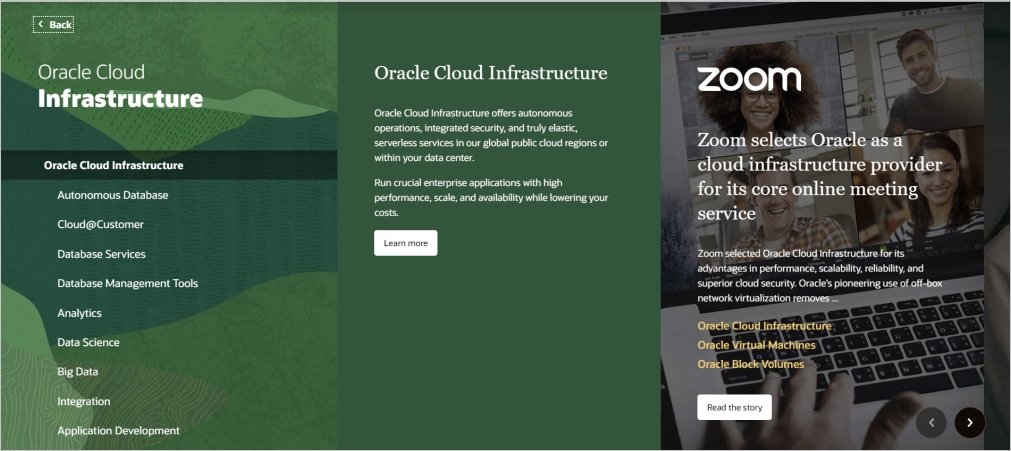 Back
Oracle Cloud
Infrastructure
Oracle Cloud Infrastructure
Autonomous Database
Cloud@Customer
Database Services
Database Management Tools
Analytics
Data Science
Big Data
Integration
Application Development
Oracle Cloud Infrastructure
Oracle Cloud Infrastructure offers autonomous
operations, integrated security, and truly elastic,
serverless services in our global public cloud regions or
within your data center.
Run crucial enterprise applications with high
performance, scale, and availability while lowering your
costs.
Learn more
zoom
Zoom selects Oracle as a
cloud infrastructure provider
for its core online meeting
service
Zoom selected Oracle Cloud Infrastructure for its
advantages in performance, scalability, reliability, and
superior cloud security. Oracle's pioneering use of off-box
network virtualization removes ...
Oracle Cloud Infrastructure
Oracle Virtual Machines
Oracle Block Volumes
Read the story